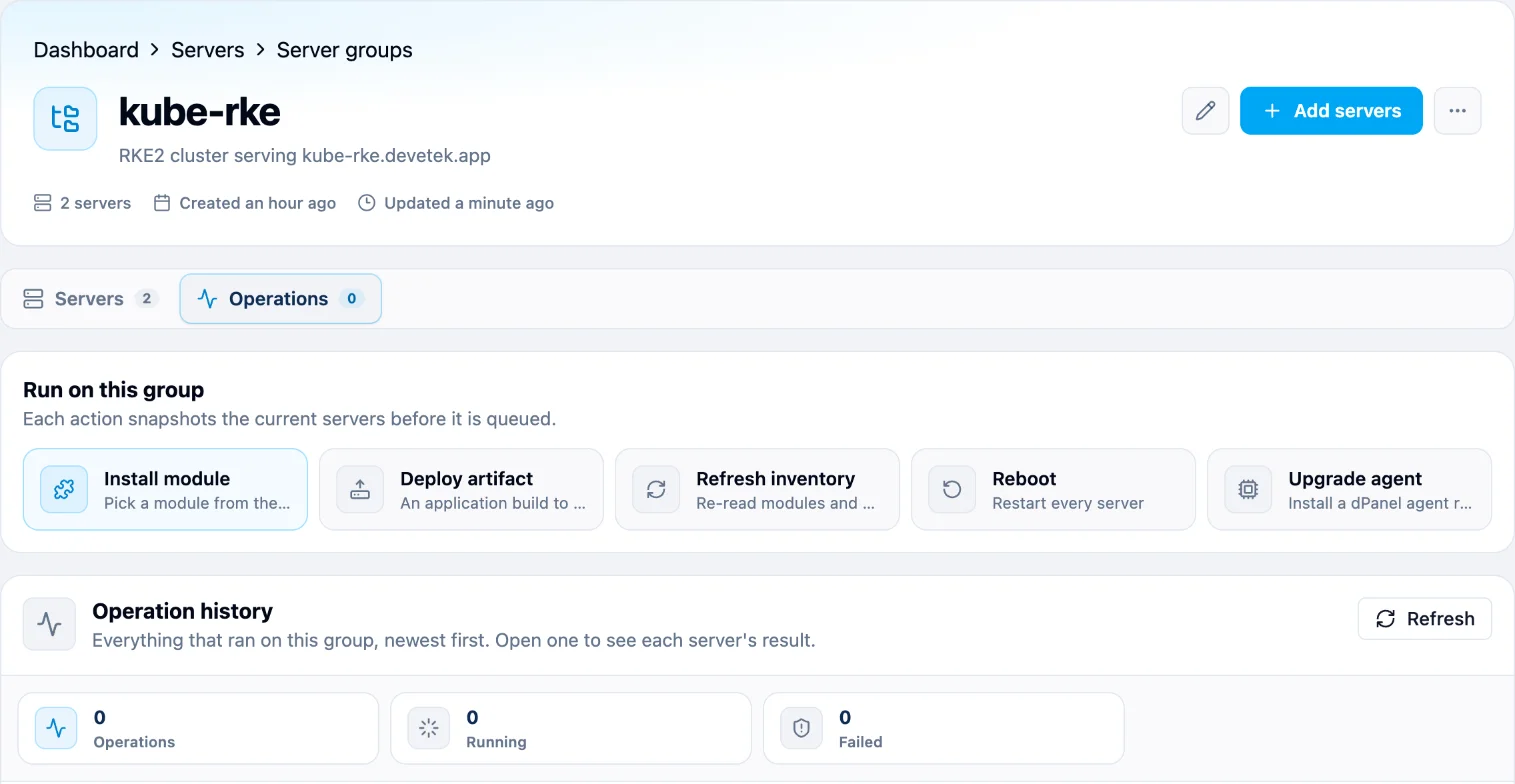 Dashboard > Servers > Server groups
kube-rke
RKE2 cluster serving kube-rke.devetek.app
Add servers
2 servers Created an hour ago Updated a minute ago
Servers 2 Operations 0
Run on this group
Each action snapshots the current servers before it is queued.
Install module
Pick a module from the...
Deploy artifact
An application build to ...
Refresh inventory
Re-read modules and ...
Reboot
Restart every server
Upgrade agent
Install a dPanel agent r...
Operation history
Everything that ran on this group, newest first. Open one to see each server's result.
Refresh
0
Operations
0
Running
0
Failed